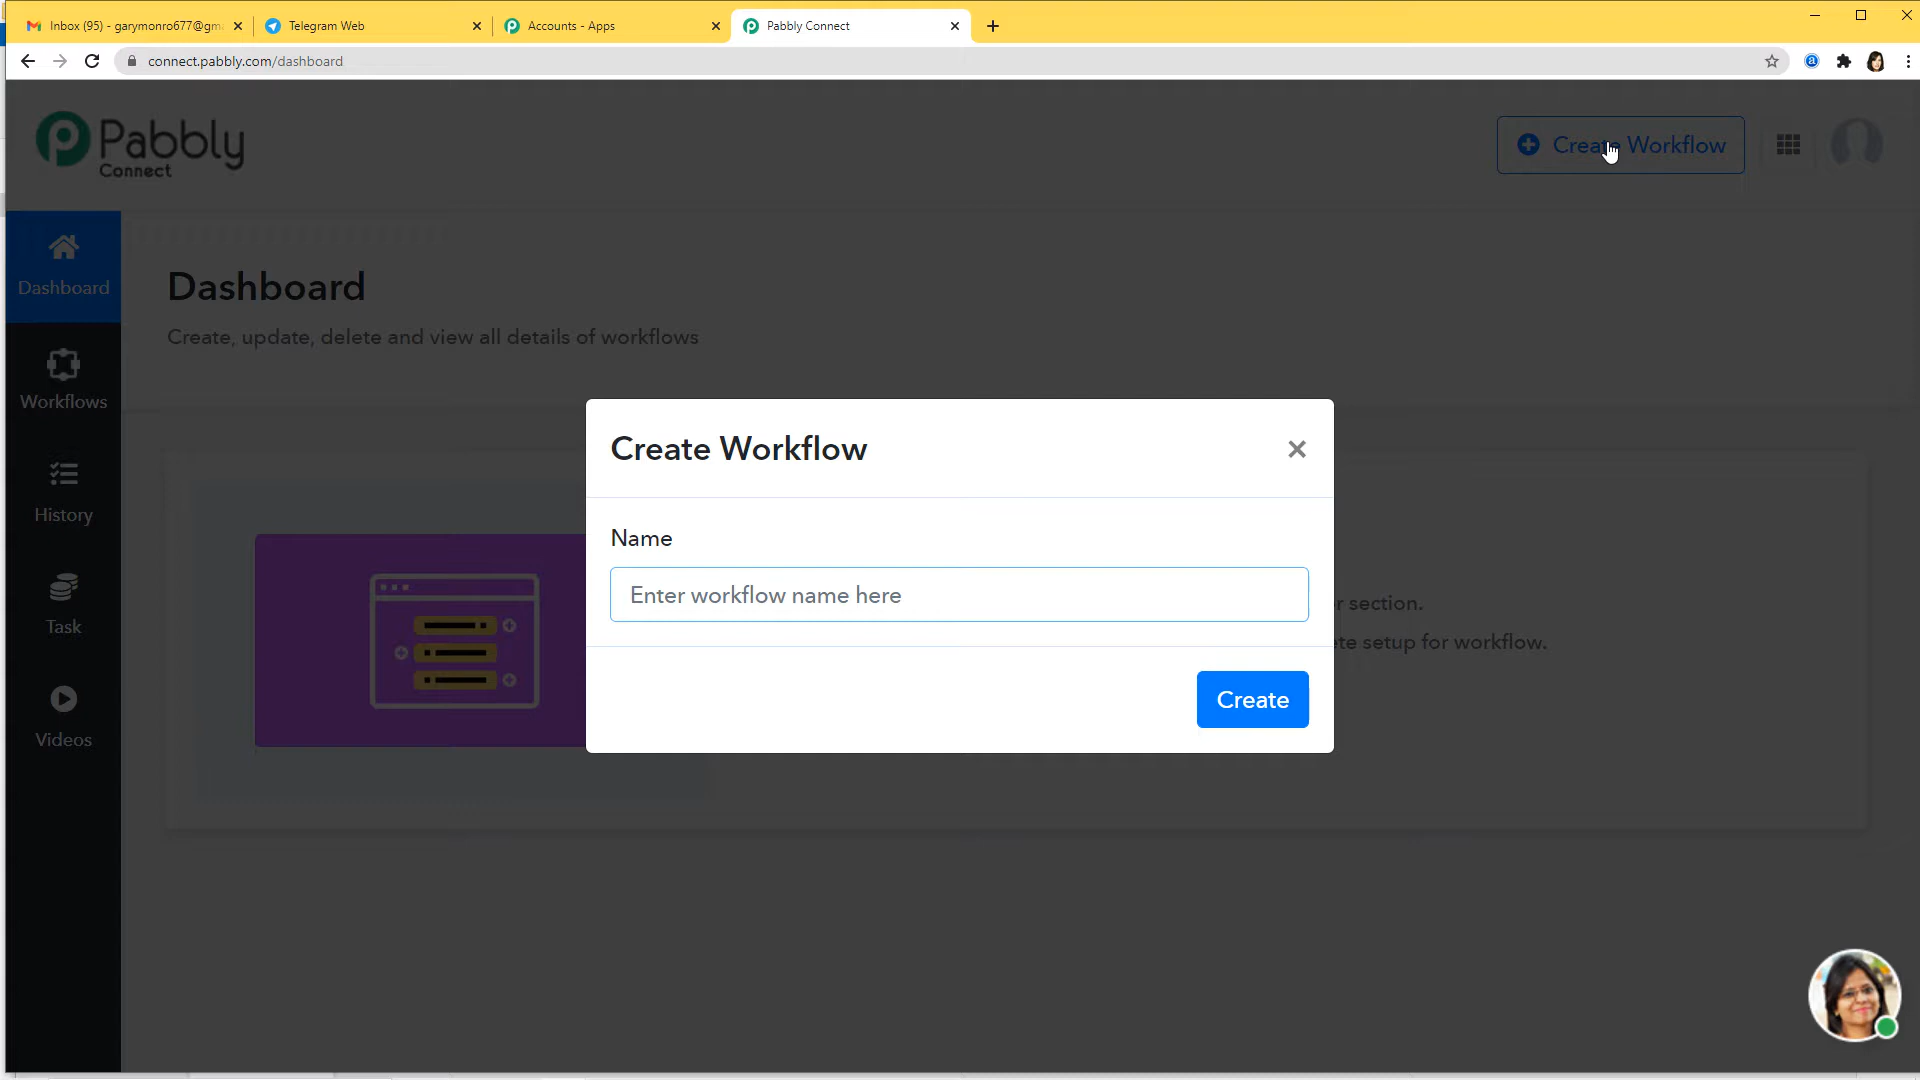 Inbox (95) - garymonro677@gm
Telegram Web
Accounts - Apps
Pabbly Connect
connect.pabbly.com/dashboard
Pabbly
Connect
Create Workflow
Dashboard
Dashboard
Create, update, delete and view all details of workflows
Workflows
History
Task
Videos
Create Workflow
Name
Enter workflow name here
Create
r section.
te setup for workflow.